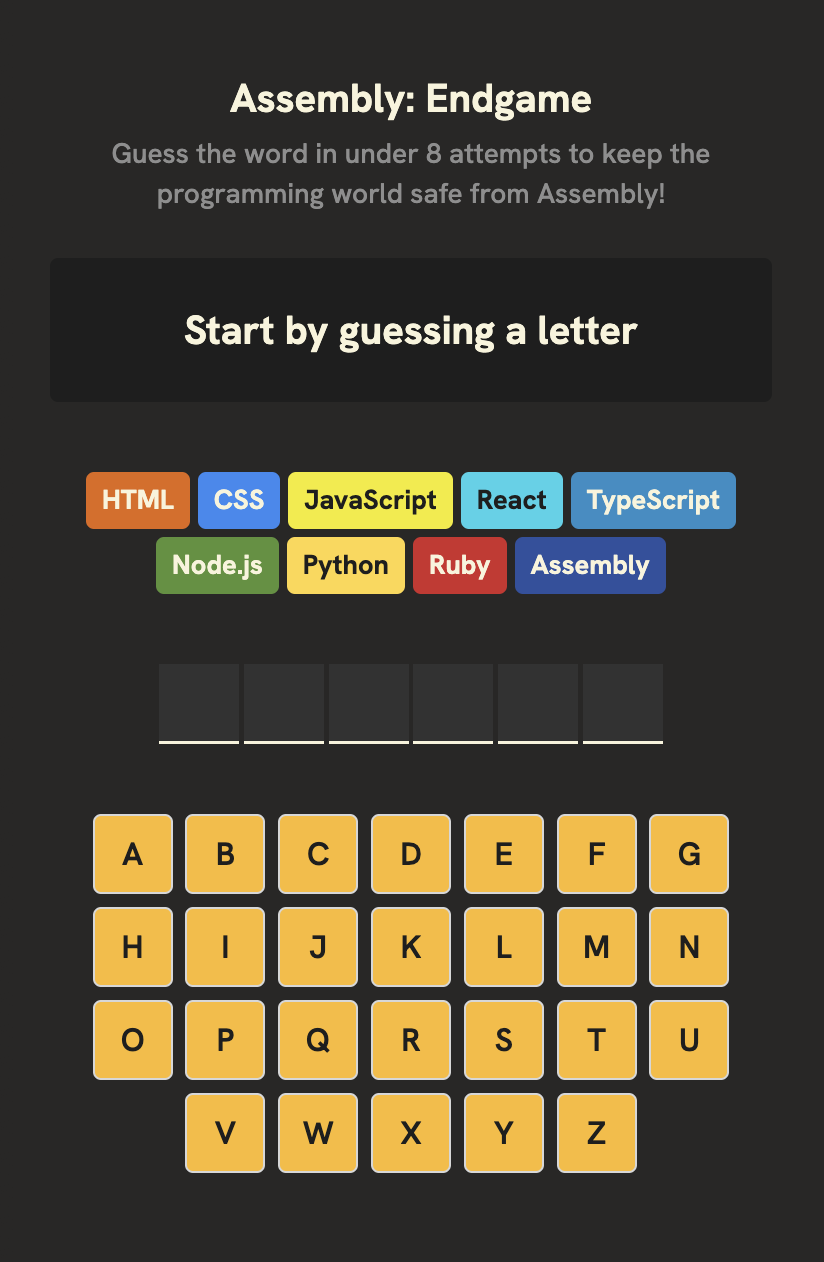 Assembly: Endgame
Guess the word in under 8 attempts to keep the
programming world safe from Assembly!
Start by guessing a letter
HTML CSS JavaScript React TypeScript
Node.js Python Ruby Assembly
A B C D E F G
H I J K L M N
O P Q R S T U
V W X Y Z